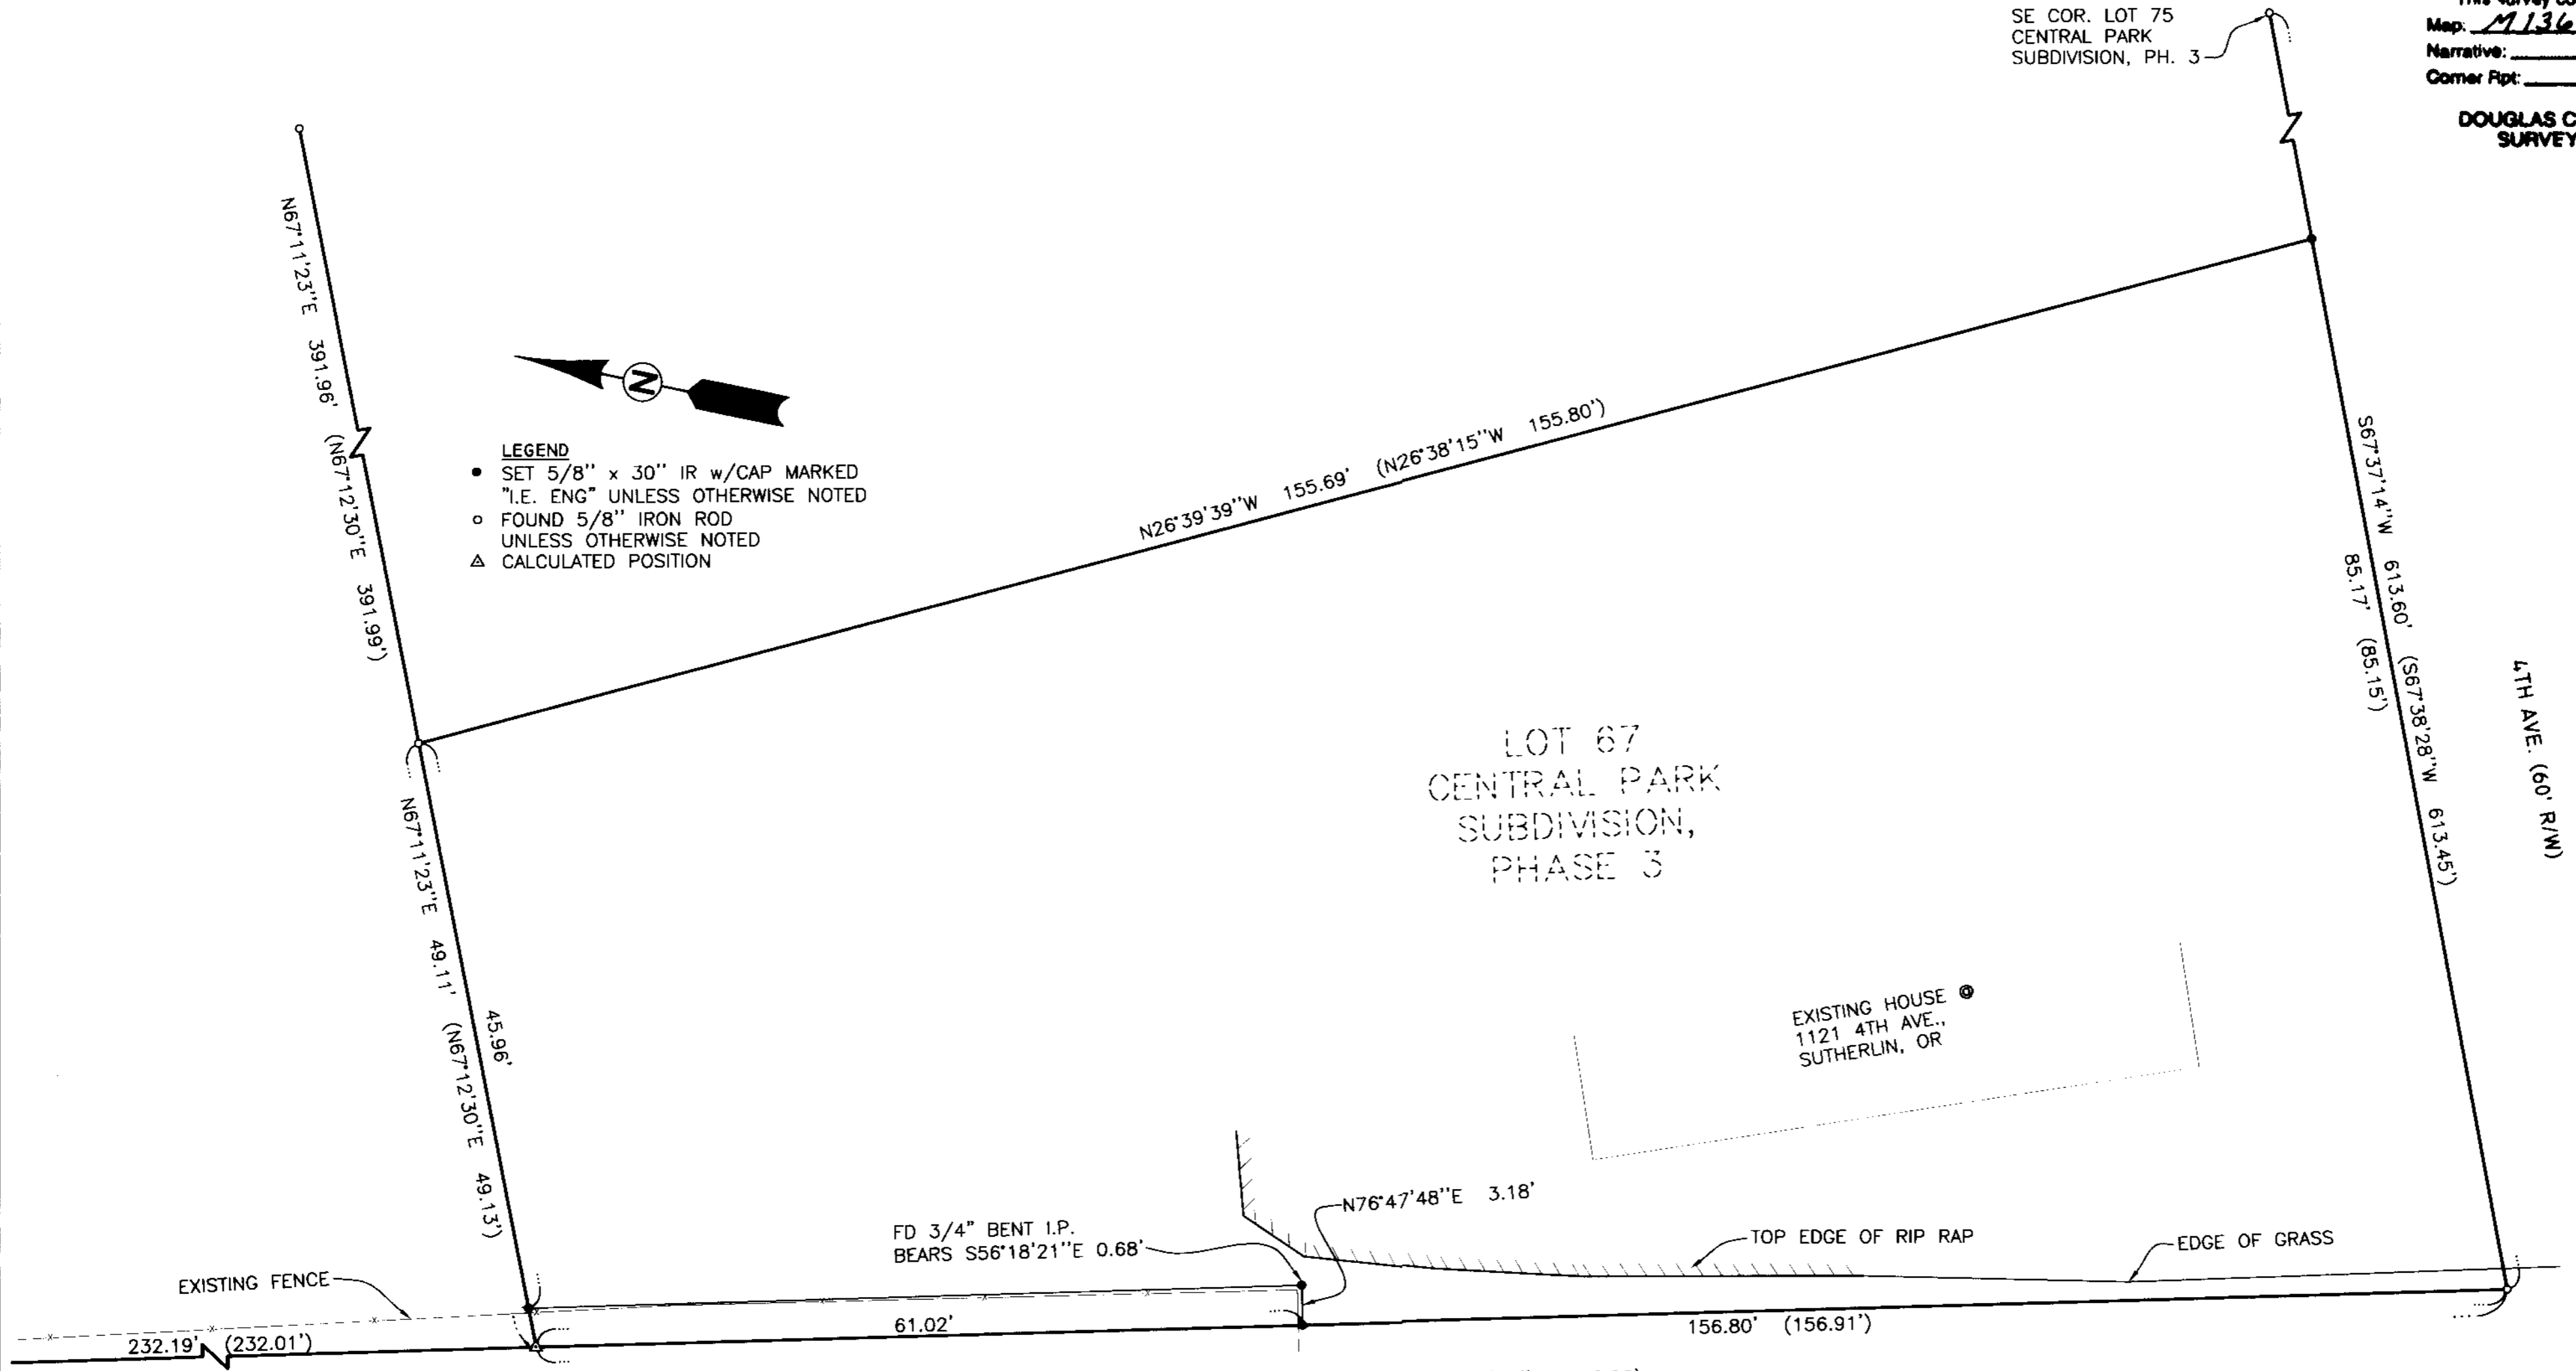 SE COR. LOT 75
CENTRAL PARK
SUBDIVISION, PH. 3
Map: M136
Narrative:
Corner Rpt:
DOUGLAS C
SURVEY
N67°11'23"E 391.96' (N67°12'30"E 391.99')
N
LEGEND
● SET 5/8" x 30" IR w/CAP MARKED
"I.E. ENG" UNLESS OTHERWISE NOTED
○ FOUND 5/8" IRON ROD
UNLESS OTHERWISE NOTED
△ CALCULATED POSITION
N26°39'39"W 155.69' (N26°38'15"W 155.80')
S67°37'14"W 613.60' (S67°38'28"W 613.45')
85.17' (85.15')
4TH AVE. (60' R/W)
LOT 67
CENTRAL PARK
SUBDIVISION,
PHASE 3
N67°11'23"E 49.11' (N67°12'30"E 49.13')
45.96'
EXISTING HOUSE
1121 4TH AVE.,
SUTHERLIN, OR
N76°47'48"E 3.18'
FD 3/4" BENT I.P.
BEARS S56°18'21"E 0.68'
TOP EDGE OF RIP RAP
EDGE OF GRASS
EXISTING FENCE
232.19' (232.01')
61.02'
156.80' (156.91')